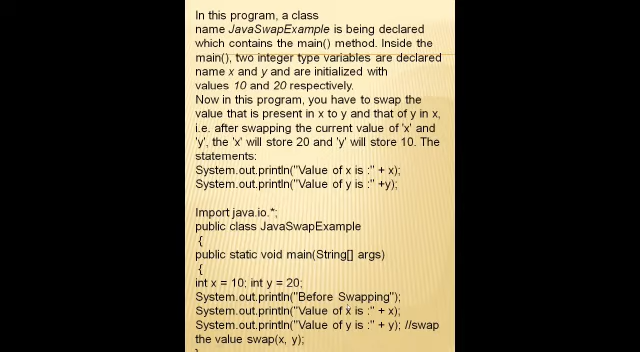 In this program, a class
name JavaSwapExample is being declared
which contains the main() method. Inside the
main(), two integer type variables are declared
name x and y and are initialized with
values 10 and 20 respectively.
Now in this program, you have to swap the
value that is present in x to y and that of y in x,
i.e. after swapping the current value of 'x' and
'y', the 'x' will store 20 and 'y' will store 10. The
statements:
System.out.println("Value of x is :" + x);
System.out.println("Value of y is :" +y);
Import java.io.*;
public class JavaSwapExample
{
public static void main(String[] args)
{
int x = 10; int y = 20;
System.out.println("Before Swapping");
System.out.println("Value of x is :" + x);
System.out.println("Value of y is :" + y); //swap
the value swap(x, y);
}